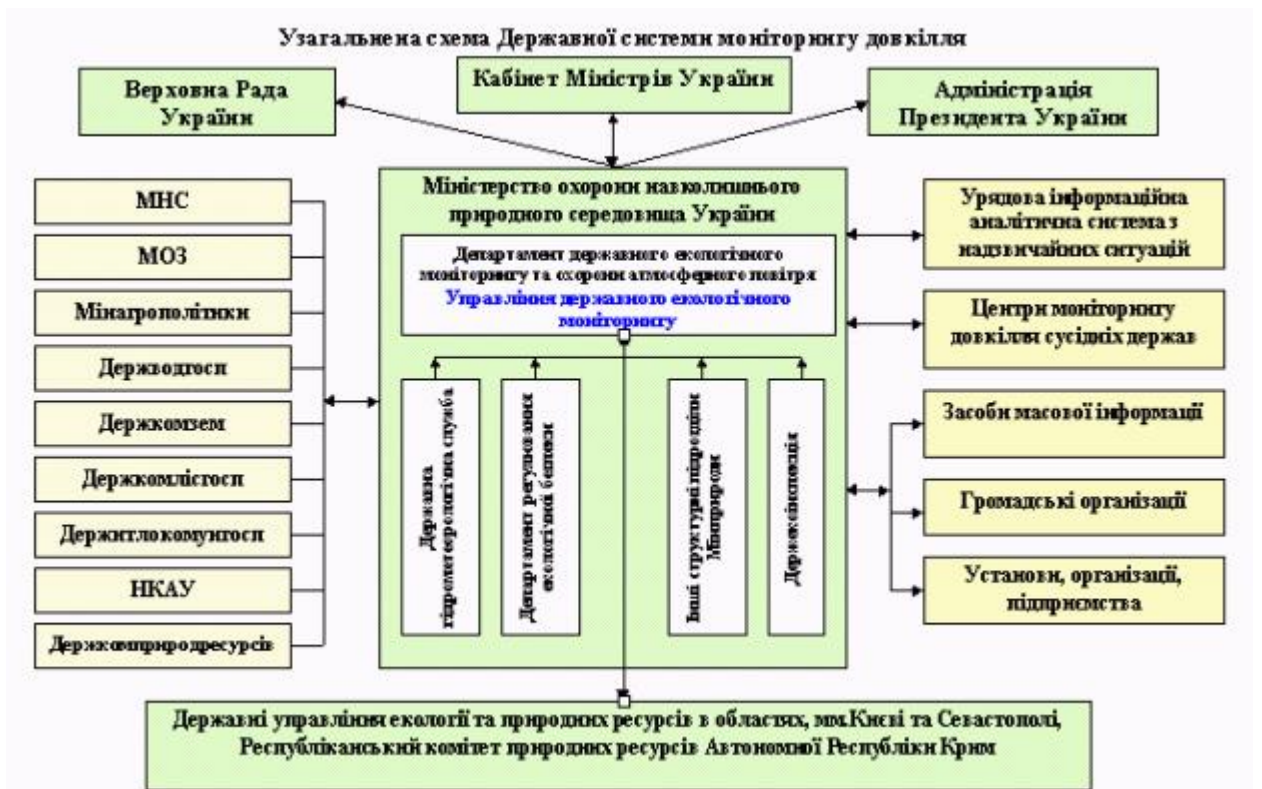 Узагальнена схема Державної системи моніторингу довкілля
Верховна Рада
України
Кабінет Міністрів України
Адміністрація
Президента України
МНС
МОЗ
Мінагрополітики
Держводгосп
Держкомзем
Держкомлісгосп
Держитлокомунгосп
НКАУ
Держкомприродресурсів
Міністерство охорони навколишнього
природного середовища України
Департамент державного екологічного
моніторингу та охорони атмосферного повітря
Управління державного екологічного
моніторингу
Державна
гідрометеорологічна служба
Департамент регулювання
екологічної безпеки
Інші структурні підрозділи
Мінприроди
Держекоінспекція
Урядова інформаційна
аналітична система з
надзвичайних ситуацій
Центри моніторингу
довкілля сусідніх держав
Засоби масової інформації
Громадські організації
Установи, організації,
підприємства
Державні управління екології та природних ресурсів в областях, мм.Києві та Севастополі,
Республіканський комітет природних ресурсів Автономної Республіки Крим